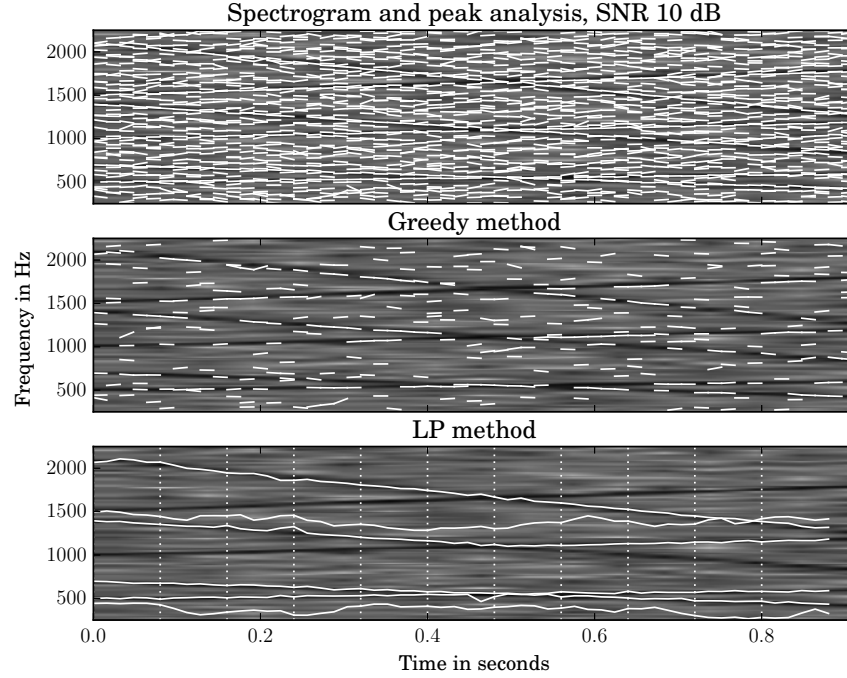 Spectrogram and peak analysis, SNR 10 dB
2000
1500
1000
500
Greedy method
2000
1500
1000
500
Frequency in Hz
LP method
2000
1500
1000
500
0.0 0.2 0.4 0.6 0.8
Time in seconds